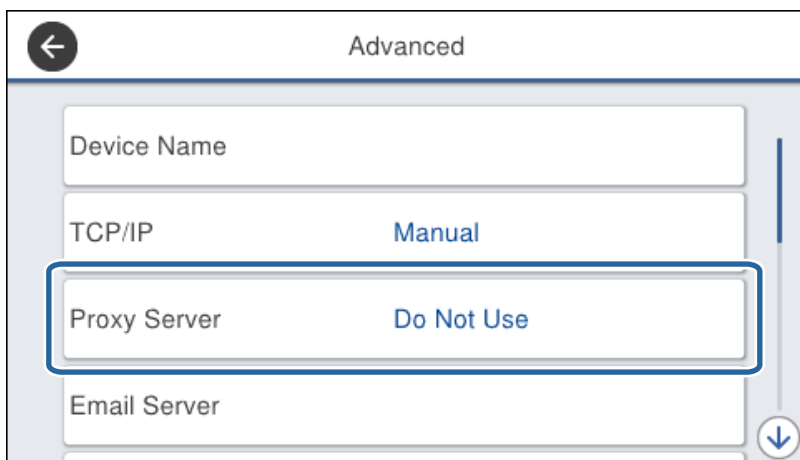 Advanced
Device Name
TCP/IP Manual
Proxy Server Do Not Use
Email Server